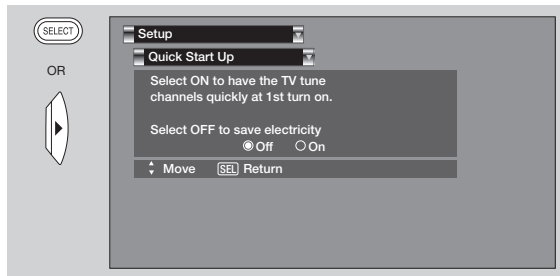 SELECT
OR
Setup
Quick Start Up
Select ON to have the TV tune
channels quickly at 1st turn on.
Select OFF to save electricity
Off On
Move SEL Return